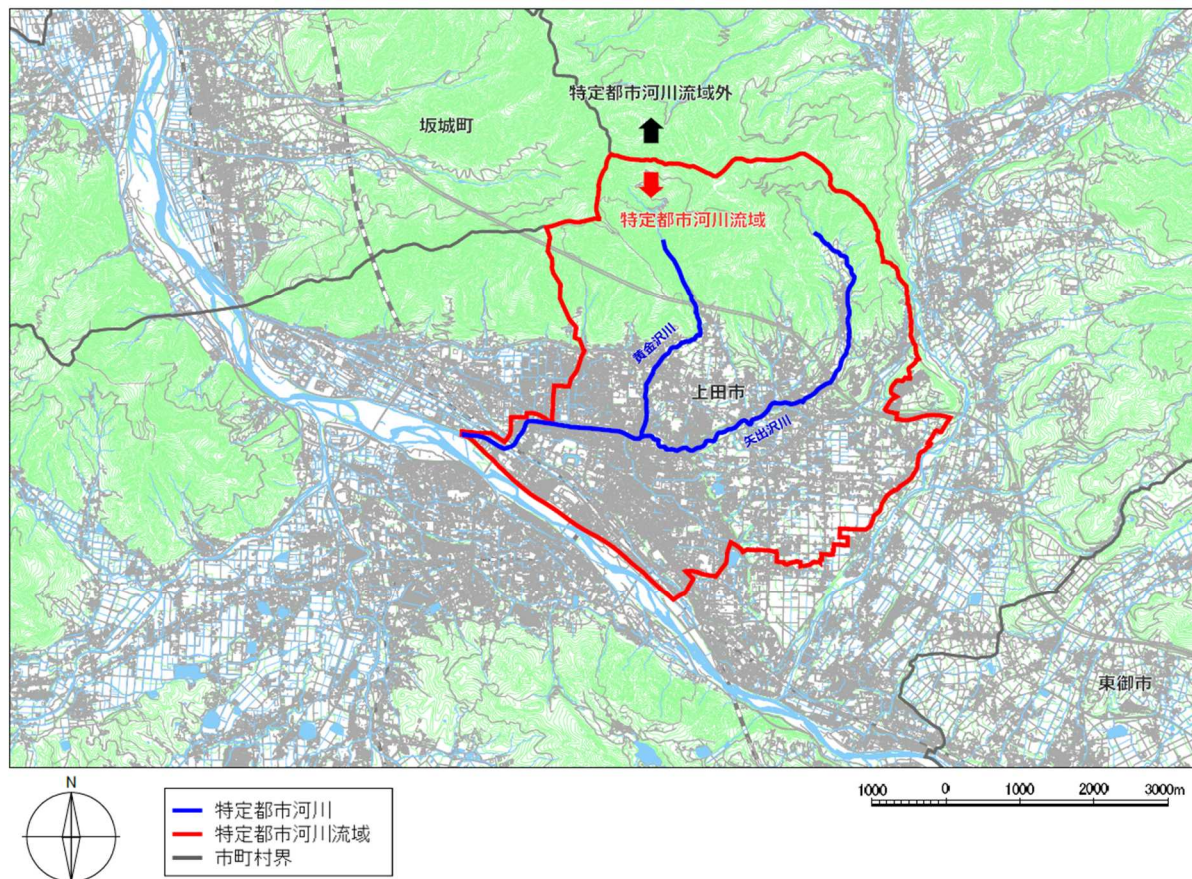 特定都市河川流域外
坂城町
特定都市河川流域
黄金沢川
上田市
矢出沢川
東御市
N
特定都市河川
特定都市河川流域
市町村界
1000 0 1000 2000 3000m